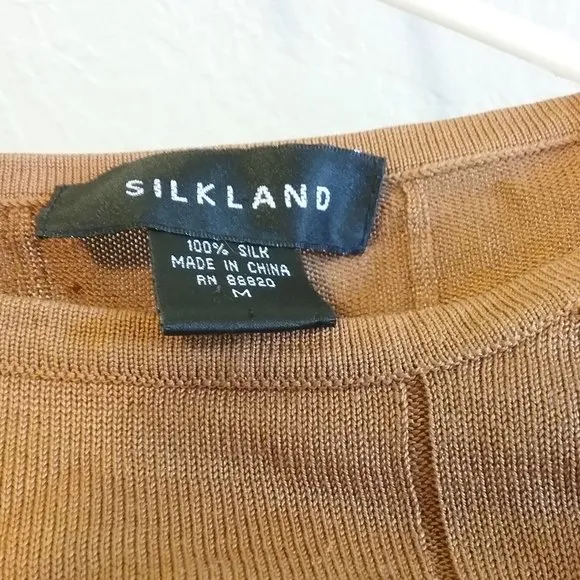 SILKLAND
100% SILK
MADE IN CHINA
RN 88820
M